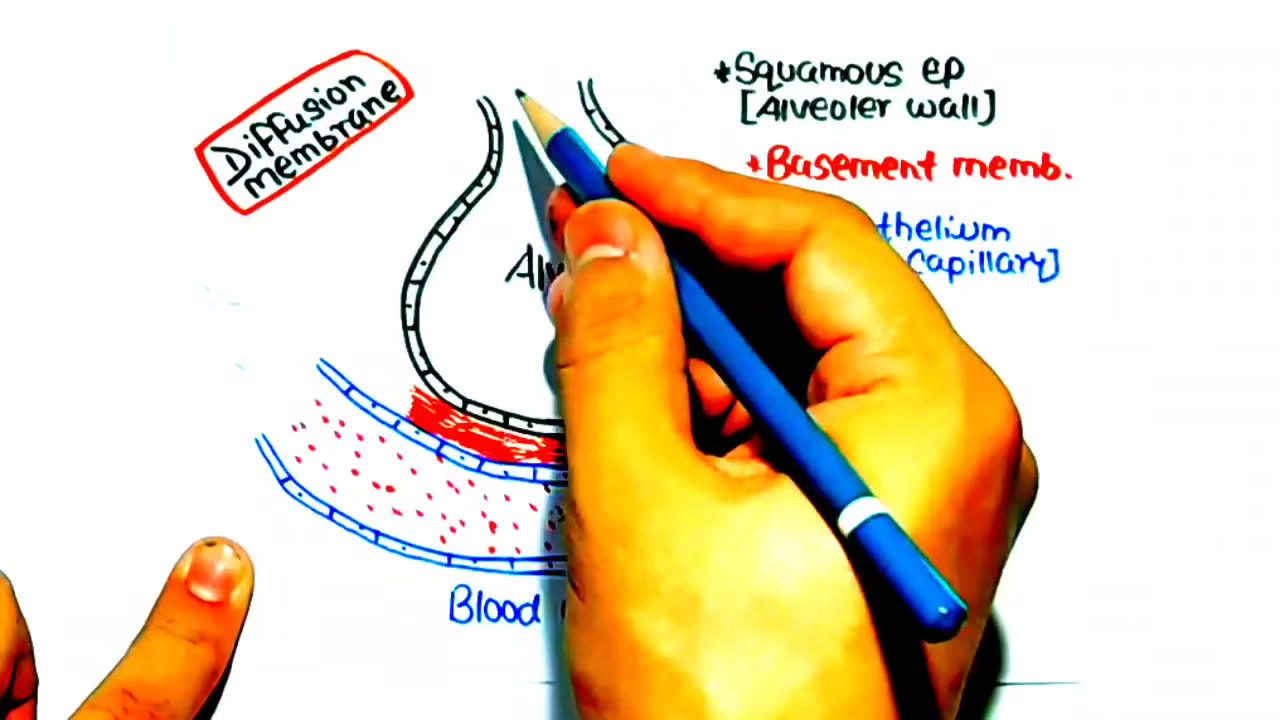 Diffusion
membrane
*Squamous ep
[Alveoler wall]
*Basement memb.
thelium
Capillary]
Blood